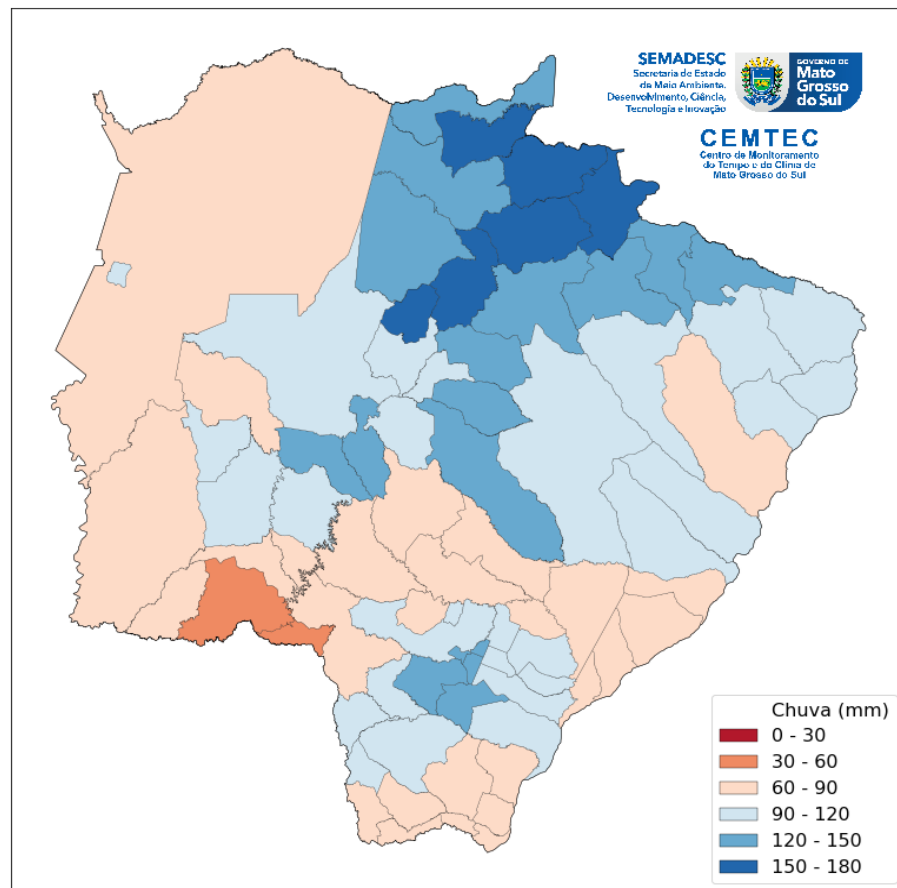 SEMADESC
Secretaria de Estado
de Meio Ambiente,
Desenvolvimento, Ciência,
Tecnologia e Inovação
GOVERNO DE
Mato
Grosso
do Sul
CEMTEC
Centro de Monitoramento
do Tempo e do Clima de
Mato Grosso do Sul
Chuva (mm)
0 - 30
30 - 60
60 - 90
90 - 120
120 - 150
150 - 180